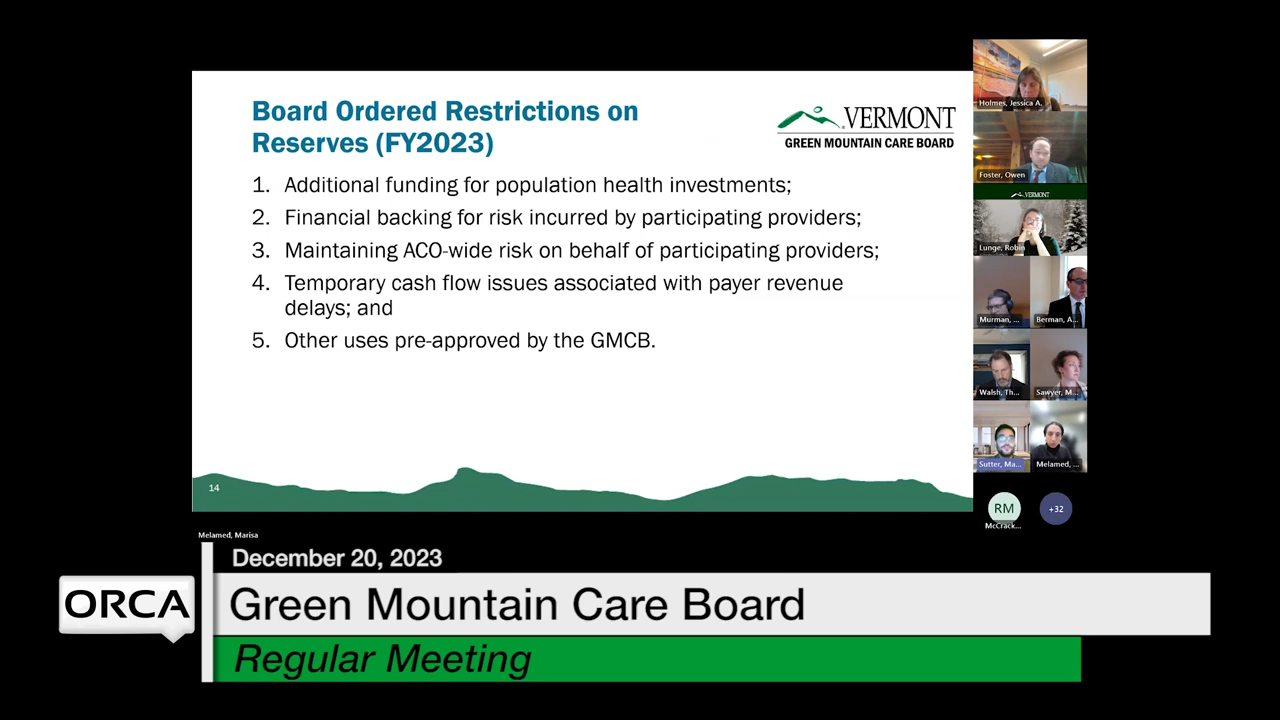 Board Ordered Restrictions on
Reserves (FY2023)
VERMONT
GREEN MOUNTAIN CARE BOARD
1. Additional funding for population health investments;
2. Financial backing for risk incurred by participating providers;
3. Maintaining ACO-wide risk on behalf of participating providers;
4. Temporary cash flow issues associated with payer revenue
delays; and
5. Other uses pre-approved by the GMCB.
14
Holmes, Jessica A.
Foster, Owen
VERMONT
Lunge, Robin
Murman, ...
Berman, A...
Walsh, Th...
Sawyer, M...
Sutter, Ma...
Melamed, ...
RM
McCrack...
+32
Melamed, Marisa
December 20, 2023
ORCA
Green Mountain Care Board
Regular Meeting